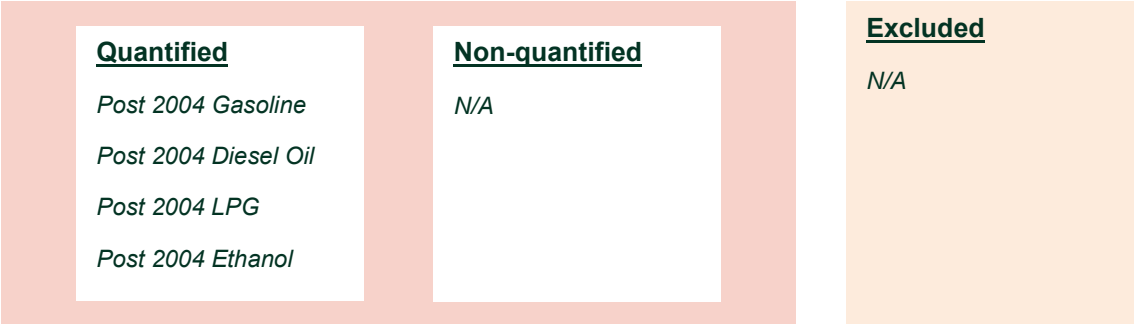 Quantified
Post 2004 Gasoline
Post 2004 Diesel Oil
Post 2004 LPG
Post 2004 Ethanol
Non-quantified
N/A
Excluded
N/A